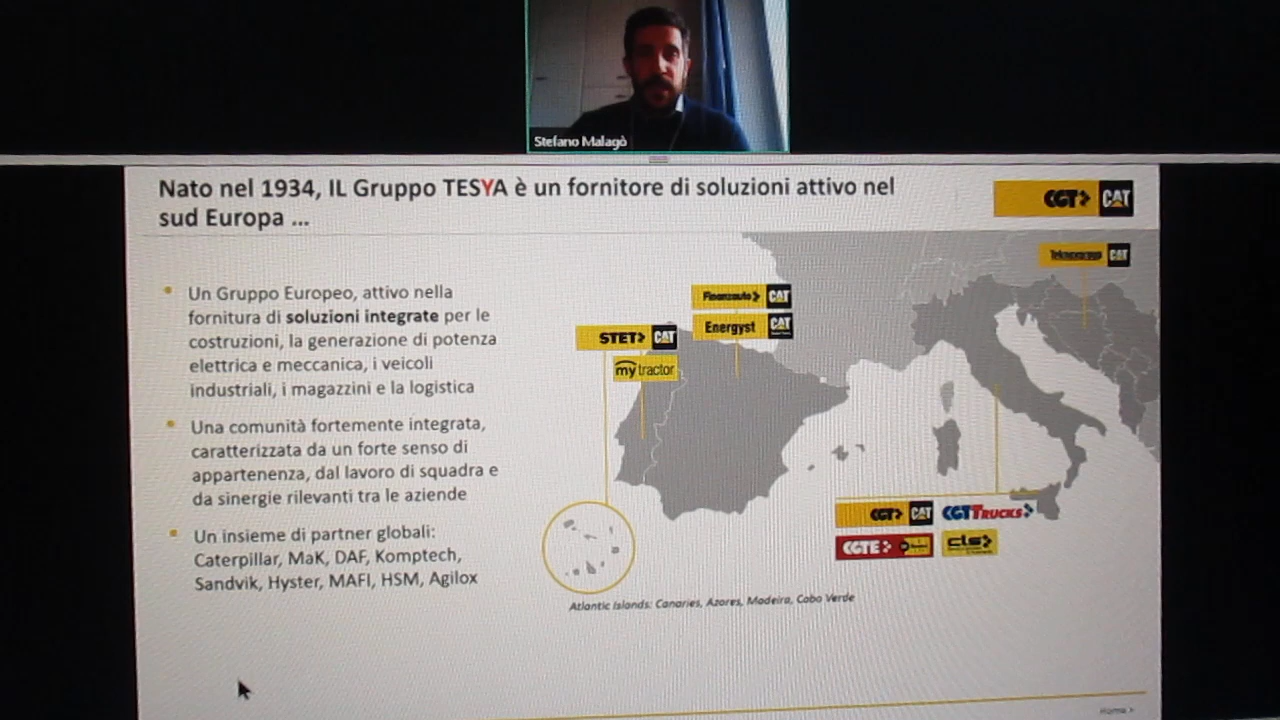 Stefano Malagò
Nato nel 1934, IL Gruppo TESYA è un fornitore di soluzioni attivo nel
sud Europa ...
CGT CAT
Un Gruppo Europeo, attivo nella
fornitura di soluzioni integrate per le
costruzioni, la generazione di potenza
elettrica e meccanica, i veicoli
industriali, i magazzini e la logistica
Una comunità fortemente integrata,
caratterizzata da un forte senso di
appartenenza, dal lavoro di squadra e
da sinergie rilevanti tra le aziende
Un insieme di partner globali:
Caterpillar, MaK, DAF, Komptech,
Sandvik, Hyster, MAFI, HSM, Agilox
CAT
Finanzauto CAT
Energyst CAT
STET CAT
my tractor
CGT CAT
CGTTRUCKS
CGTE
cls
Atlantic Islands: Canaries, Azores, Madeira, Cabo Verde
Home >